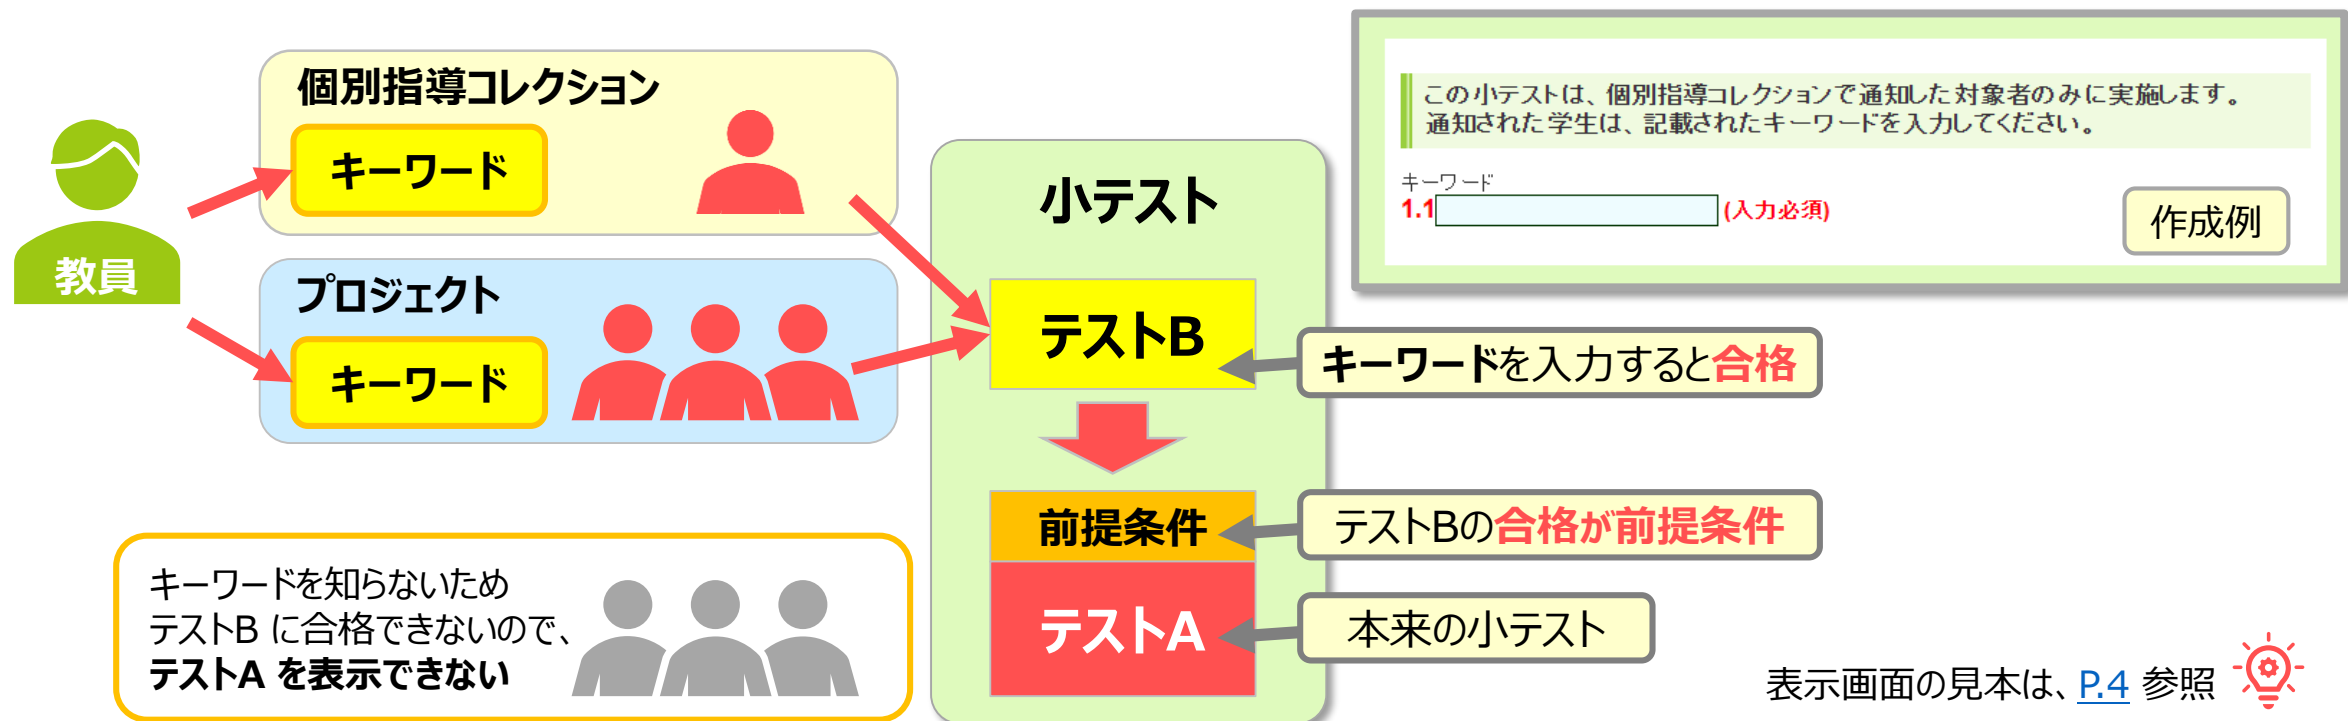 教員
個別指導コレクション
キーワード
プロジェクト
キーワード
キーワードを知らないため
テストB に合格できないので、
テストA を表示できない
小テスト
テストB
前提条件
テストA
この小テストは、個別指導コレクションで通知した対象者のみに実施します。
通知された学生は、記載されたキーワードを入力してください。
キーワード
1.1 (入力必須)
作成例
キーワードを入力すると合格
テストBの合格が前提条件
本来の小テスト
表示画面の見本は、P.4 参照